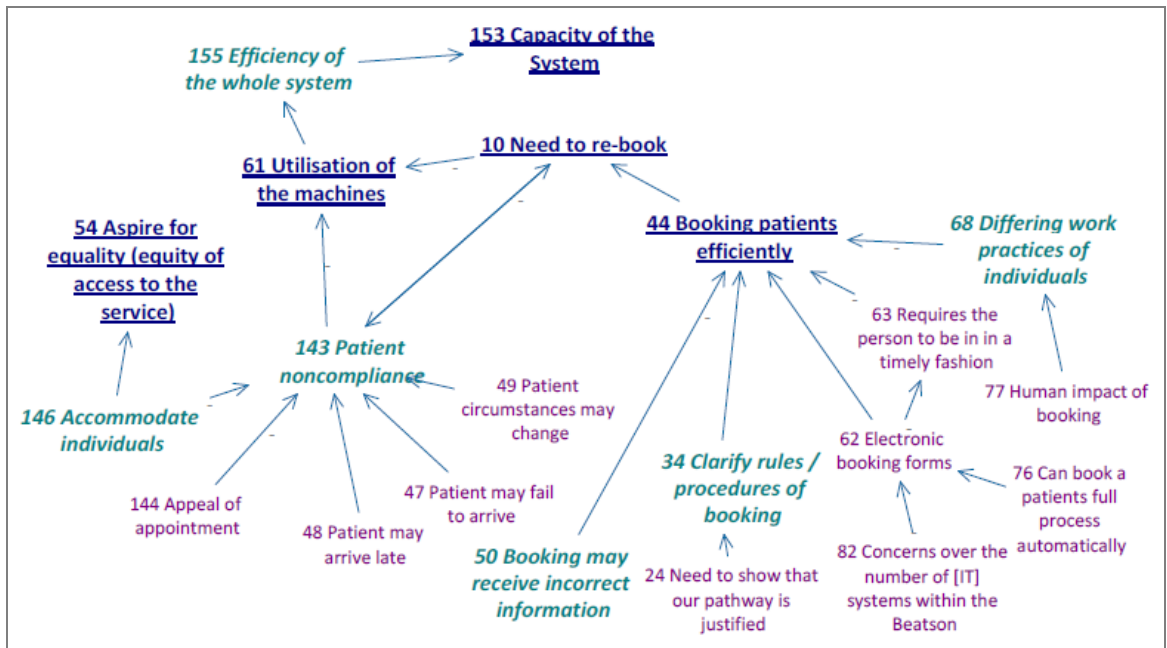 153 Capacity of the
System
155 Efficiency of
the whole system
10 Need to re-book
61 Utilisation of
the machines
54 Aspire for
equality (equity of
access to the
service)
44 Booking patients
efficiently
68 Differing work
practices of
individuals
63 Requires the
person to be in in a
timely fashion
143 Patient
noncompliance
49 Patient
circumstances may
change
77 Human impact of
booking
146 Accommodate
individuals
62 Electronic
booking forms
34 Clarify rules /
procedures of
booking
76 Can book a
patients full
process
automatically
144 Appeal of
appointment
47 Patient may fail
to arrive
48 Patient may
arrive late
50 Booking may
receive incorrect
information
24 Need to show that
our pathway is
justified
82 Concerns over the
number of [IT]
systems within the
Beatson